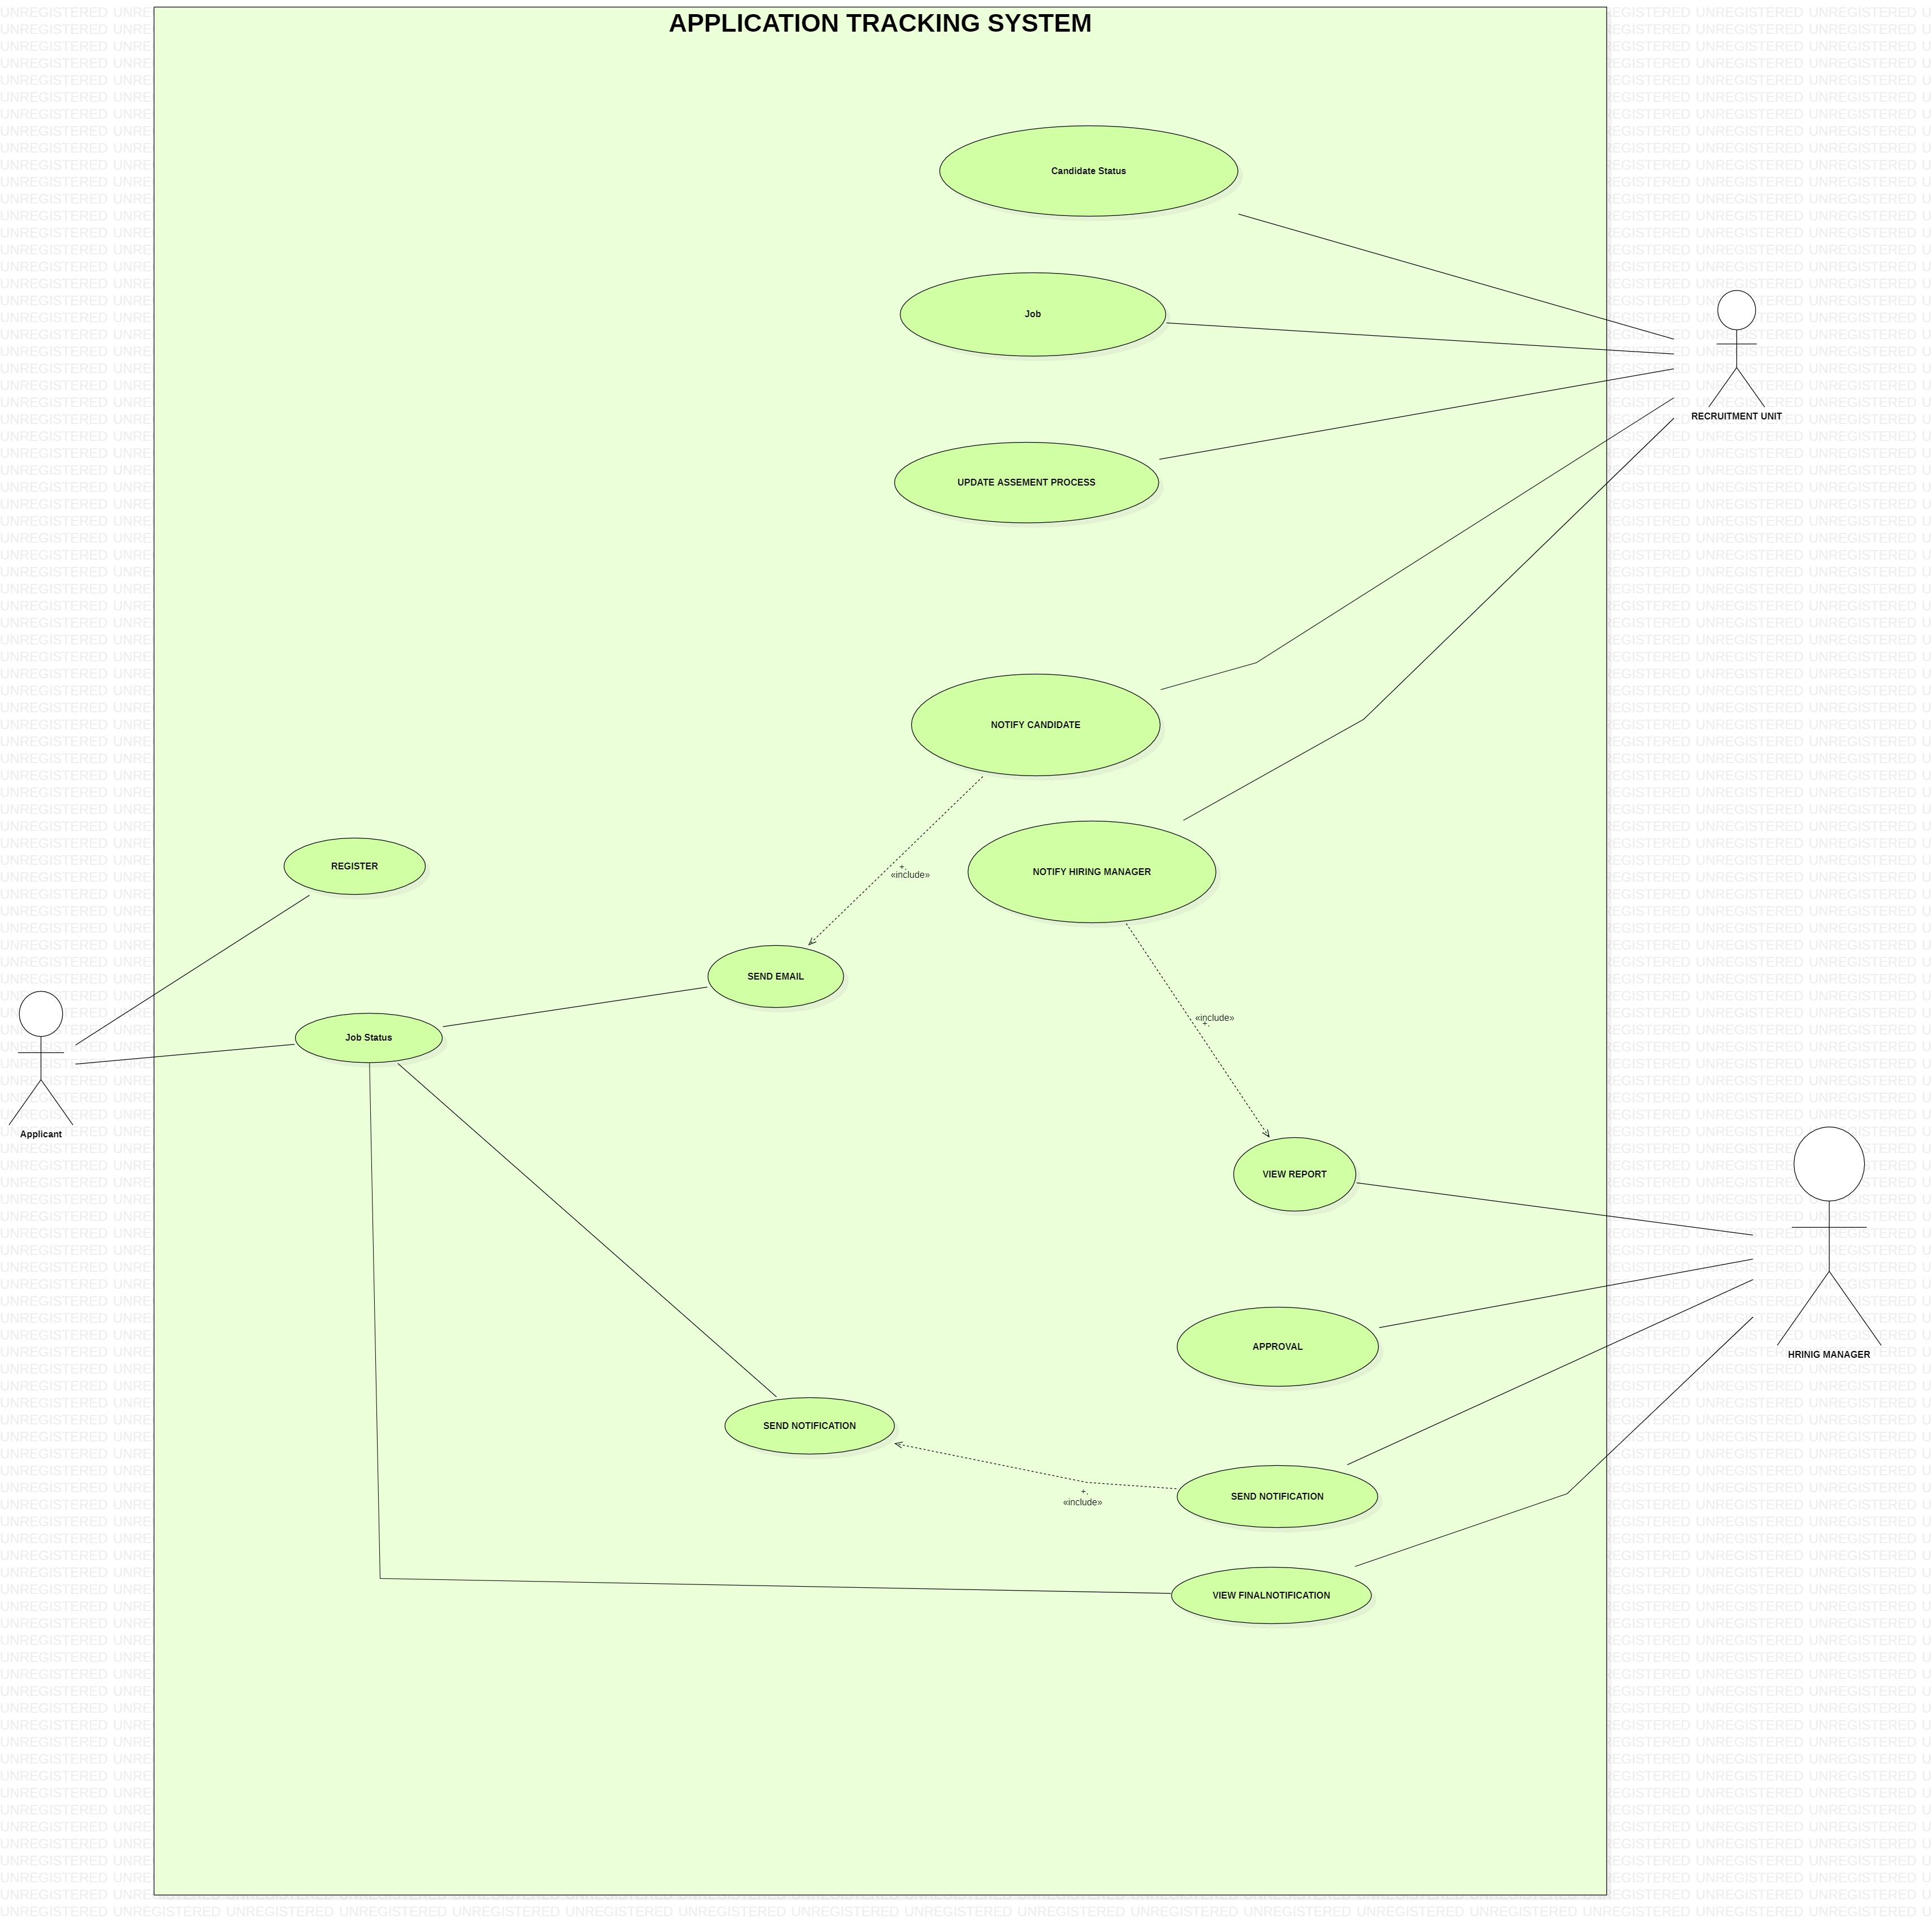 APPLICATION TRACKING SYSTEM
Candidate Status
Job
RECRUITMENT UNIT
UPDATE ASSEMENT PROCESS
NOTIFY CANDIDATE
REGISTER
+.
«include»
NOTIFY HIRING MANAGER
SEND EMAIL
«include»
+.
Job Status
Applicant
VIEW REPORT
APPROVAL
HRINIG MANAGER
SEND NOTIFICATION
+.
«include»
SEND NOTIFICATION
VIEW FINALNOTIFICATION
UNREGISTERED UNREGISTERED UNREGISTERED UNREGISTERED UNREGISTERED UNREGISTERED UNREGISTERED UNREGISTERED UNREGISTERED UNREGISTERED UNREGISTERED UNREGISTERED UNREGISTERED UNREGISTERED UNREGISTERED UNREGISTERED UNREGISTERED U